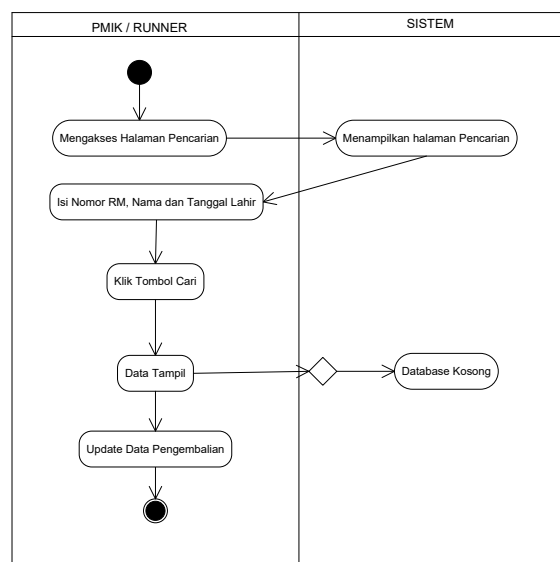 PMIK / RUNNER
SISTEM
Mengakses Halaman Pencarian
Menampilkan halaman Pencarian
Isi Nomor RM, Nama dan Tanggal Lahir
Klik Tombol Cari
Data Tampil
Database Kosong
Update Data Pengembalian